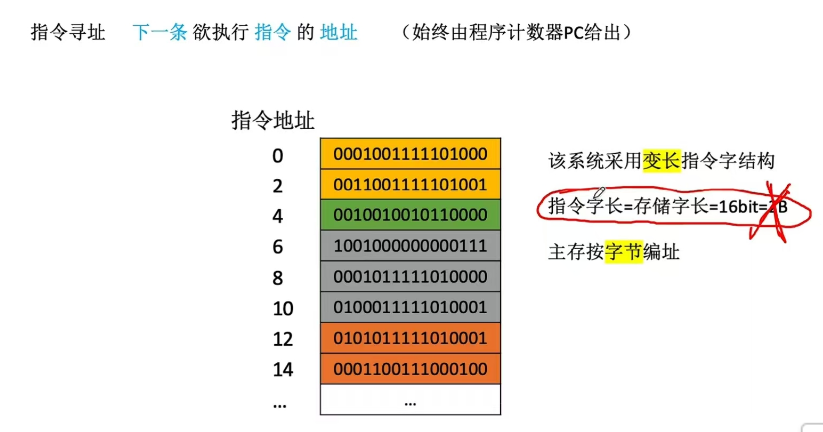 指令寻址 下一条 欲执行 指令 的 地址 （始终由程序计数器PC给出）
指令地址
0 0001001111101000
2 0011001111101001
4 0010010010110000
6 1001000000000111
8 0001011111010000
10 0100011111010001
12 0101011111010001
14 0001100111000100
... ...
该系统采用变长指令字结构
指令字长=存储字长=16bit=2B
主存按字节编址